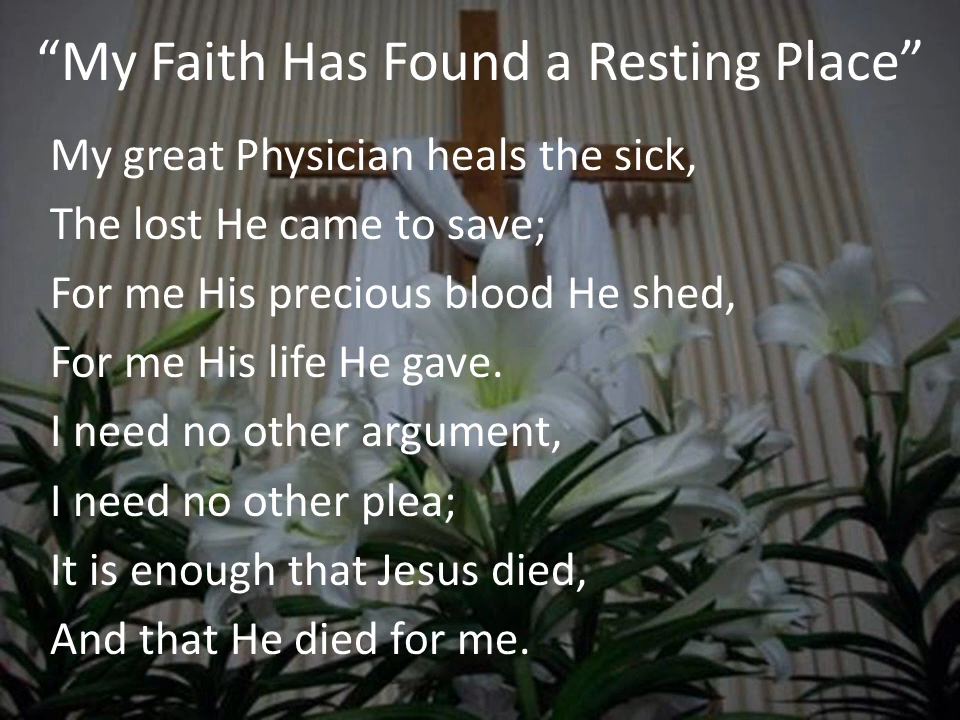 “My Faith Has Found a Resting Place”
My great Physician heals the sick,
The lost He came to save;
For me His precious blood He shed,
For me His life He gave.
I need no other argument,
I need no other plea;
It is enough that Jesus died,
And that He died for me.